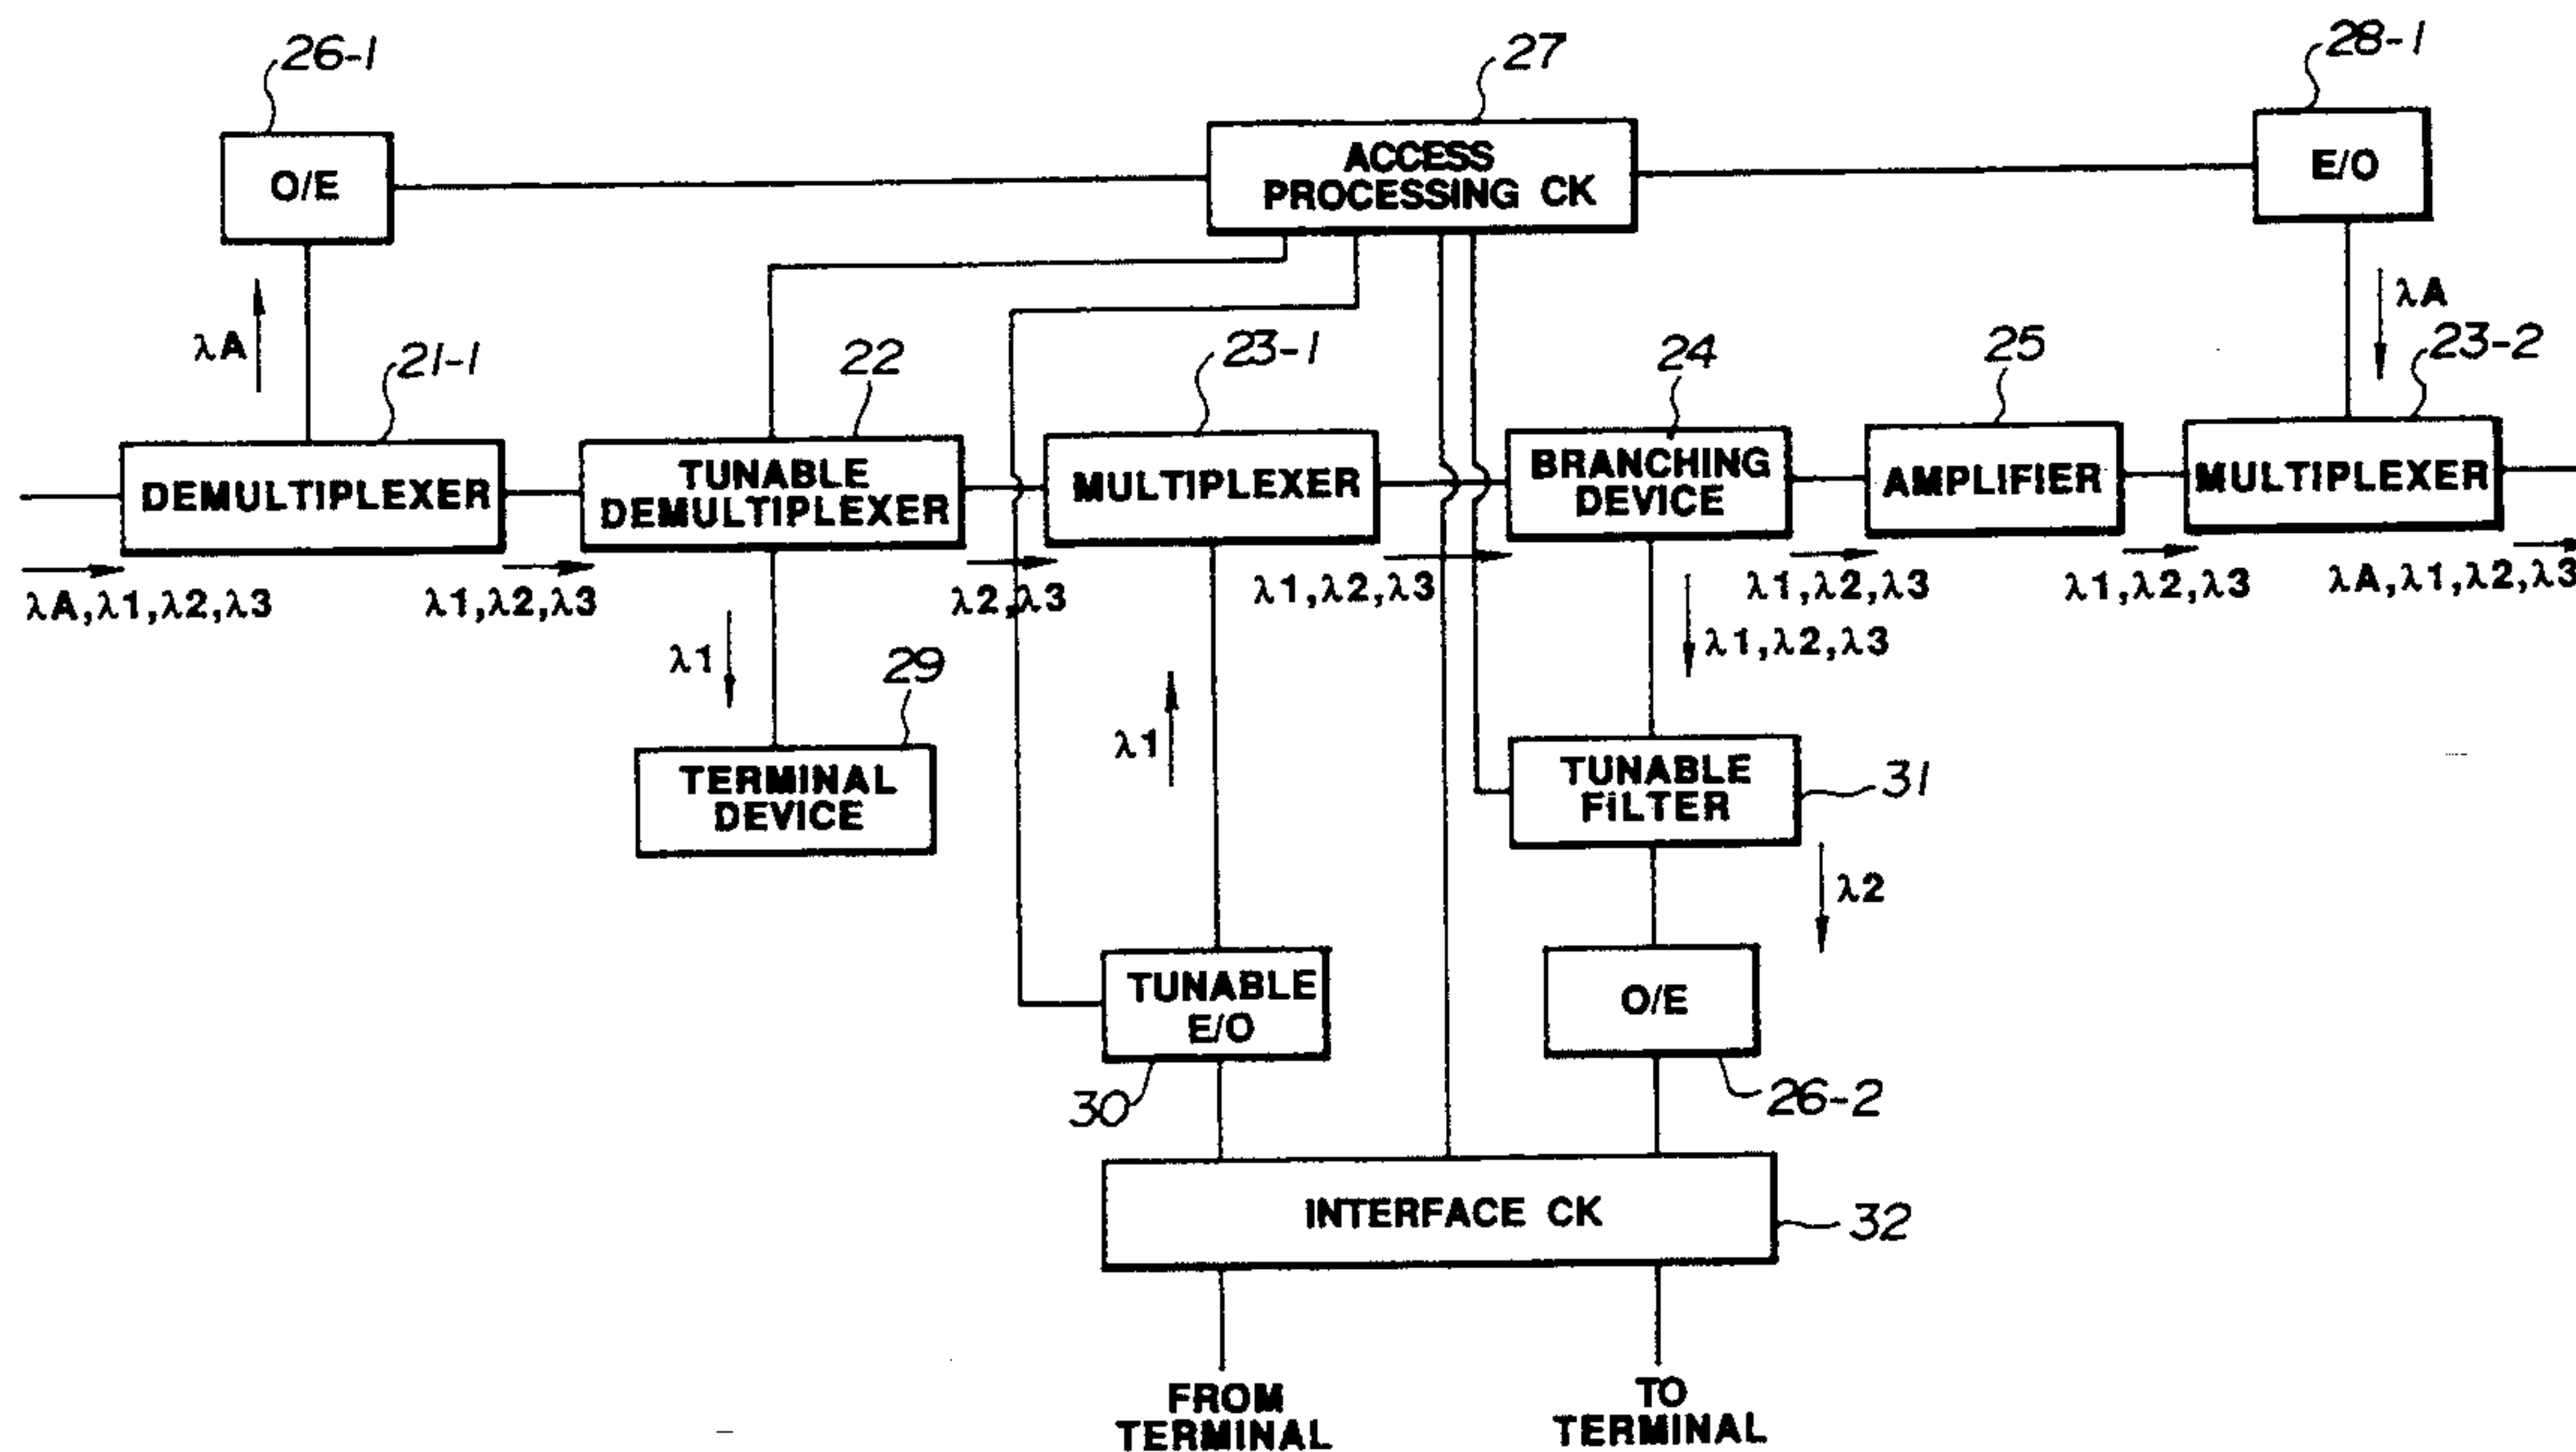 26-1
27
28-1
O/E
ACCESS
PROCESSING CK
E/O
λA
λA
21-1
22
23-1
24
25
23-2
DEMULTIPLEXER
TUNABLE
DEMULTIPLEXER
MULTIPLEXER
BRANCHING
DEVICE
AMPLIFIER
MULTIPLEXER
λA,λ1,λ2,λ3
λ1,λ2,λ3
λ2,λ3
λ1,λ2,λ3
λ1,λ2,λ3
λ1,λ2,λ3
λA,λ1,λ2,λ3
λ1
29
λ1,λ2,λ3
TERMINAL
DEVICE
λ1
TUNABLE
FILTER
31
λ2
TUNABLE
E/O
O/E
30
26-2
INTERFACE CK
32
FROM
TERMINAL
TO
TERMINAL